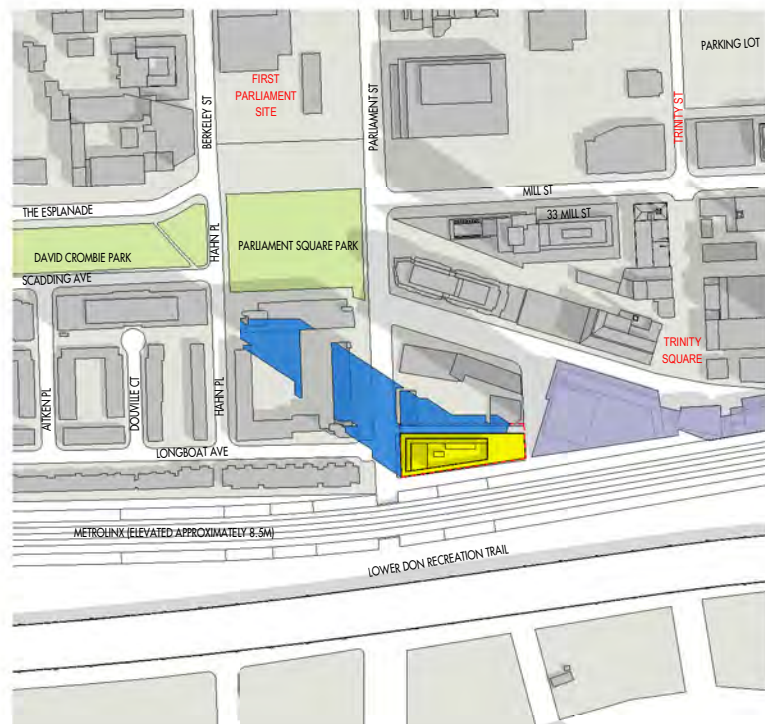 PARKING LOT
FIRST
PARLIAMENT
SITE
BERKELEY ST
PARLIAMENT ST
TRINITY ST
MILL ST
THE ESPLANADE
33 MILL ST
HAHN PL
PARLIAMENT SQUARE PARK
DAVID CROMBIE PARK
SCADDING AVE
TRINITY
SQUARE
AITKEN PL
DOUVILLE CT
HAHN PL
LONGBOAT AVE
METROLINX (ELEVATED APPROXIMATELY 8.5M)
LOWER DON RECREATION TRAIL